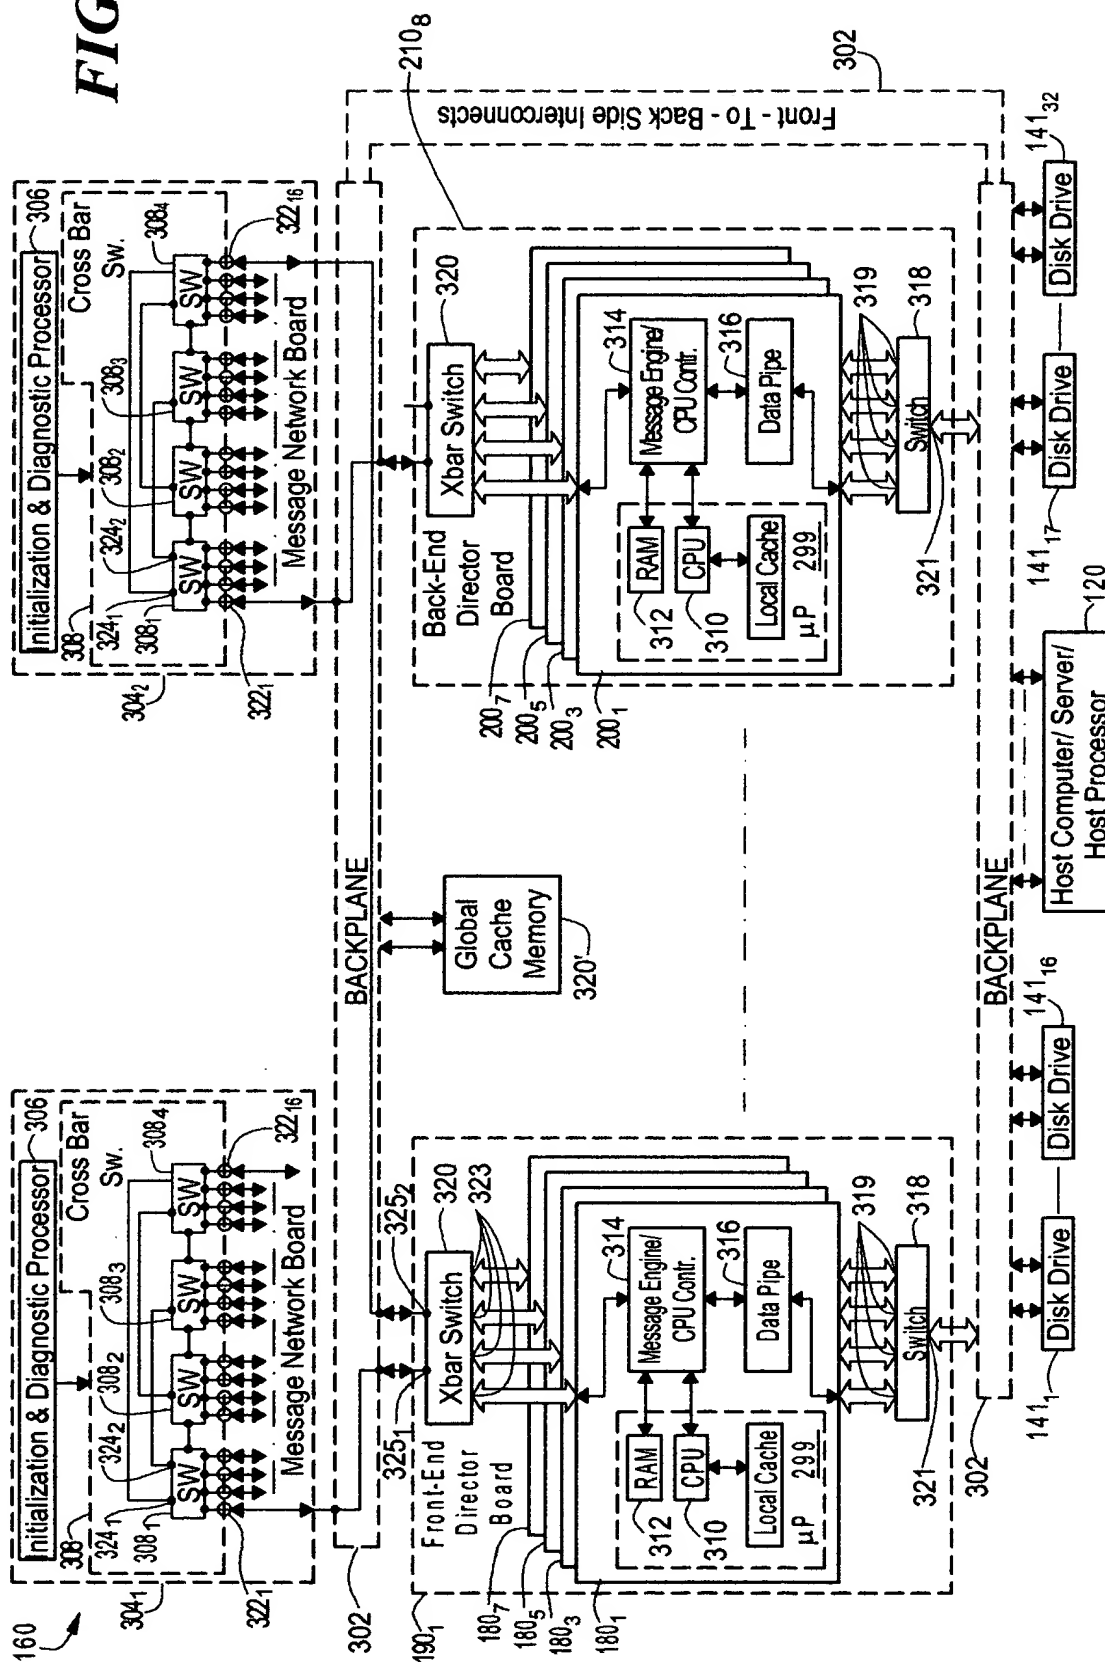 FIG
160
304₁
Initialization & Diagnostic Processor
306
308
Cross Bar
Sw.
324₁
324₂
308₁
308₂
308₃
308₄
SW
SW
SW
SW
322₁
322₁₆
Message Network Board
304₂
Initialization & Diagnostic Processor
306
308
Cross Bar
Sw.
324₁
324₂
308₁
308₂
308₃
308₄
SW
SW
SW
SW
322₁
322₁₆
Message Network Board
302
BACKPLANE
Front - To - Back Side Interconnects
302
Global
Cache
Memory
320'
190₁
Front-End
Director
Board
325₁
325₂
320
Xbar Switch
323
180₇
180₅
180₃
180₁
314
Message Engine/
CPU Contr.
316
Data Pipe
RAM
312
CPU
310
Local Cache
µP
299
319
318
Switch
321
210₈
Back-End
Director
Board
320
Xbar Switch
200₇
200₅
200₃
200₁
314
Message Engine/
CPU Contr.
316
Data Pipe
RAM
312
CPU
310
Local Cache
µP
299
319
318
Switch
321
302
BACKPLANE
141₁
Disk Drive
141₁₆
Disk Drive
Host Computer/ Server/
Host Processor
120
141₁₇
Disk Drive
141₃₂
Disk Drive